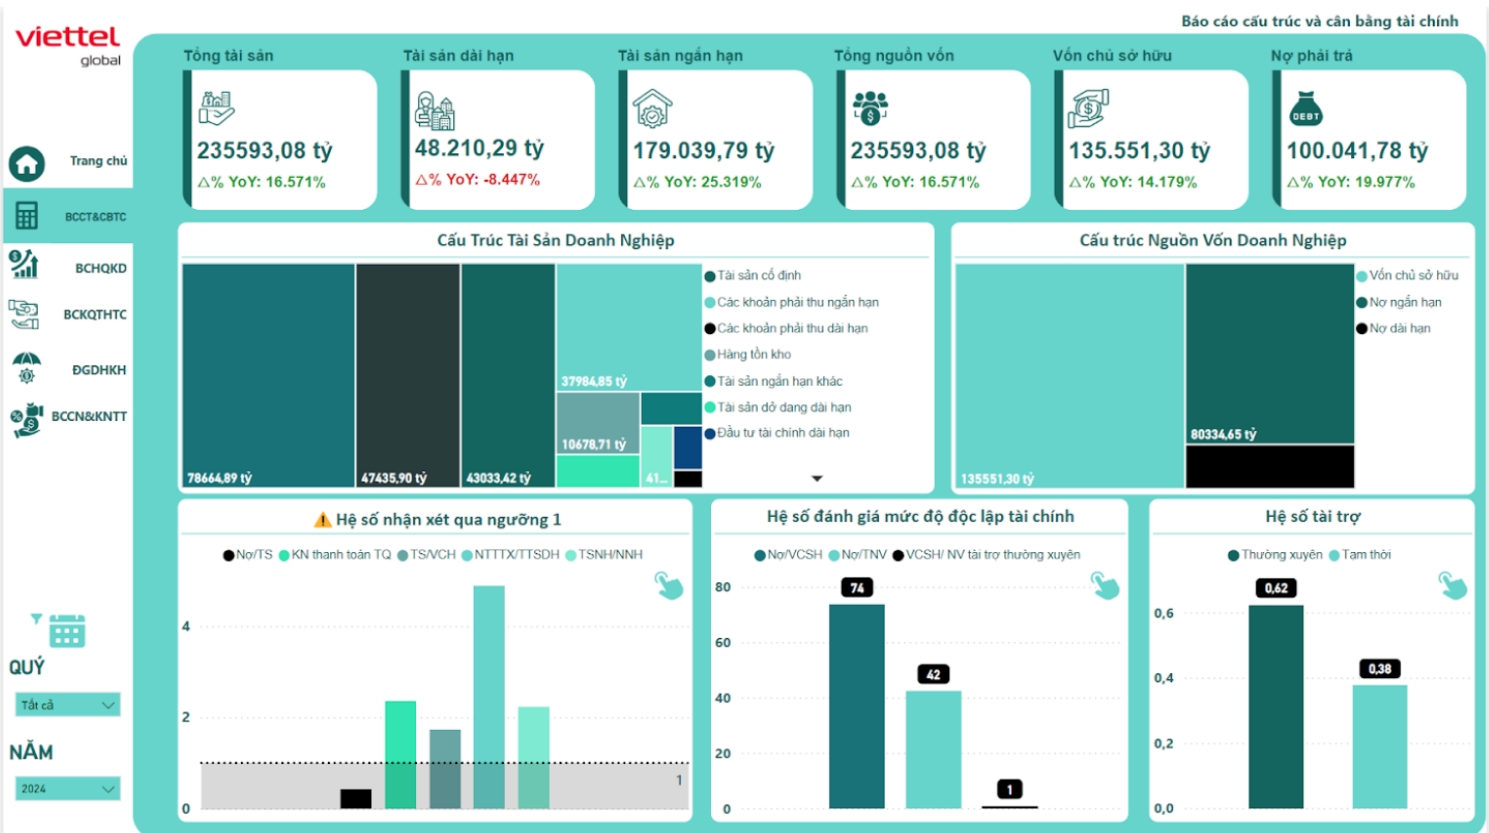 Báo cáo cấu trúc và cân bằng tài chính
viettel
global
Trang chủ
BCCT&CBTC
BCHQKD
BCKQTHTC
ĐGDHKH
BCCN&KNTT
QUÝ
Tất cả
NĂM
2024
Tổng tài sản
235593,08 tỷ
△% YoY: 16.571%
Tài sản dài hạn
48.210,29 tỷ
△% YoY: -8.447%
Tài sản ngắn hạn
179.039,79 tỷ
△% YoY: 25.319%
Tổng nguồn vốn
235593,08 tỷ
△% YoY: 16.571%
Vốn chủ sở hữu
135.551,30 tỷ
△% YoY: 14.179%
Nợ phải trả
DEBT
100.041,78 tỷ
△% YoY: 19.977%
Cấu Trúc Tài Sản Doanh Nghiệp
78664,89 tỷ
47435,90 tỷ
43033,42 tỷ
37984,85 tỷ
10678,71 tỷ
41...
Tài sản cố định
Các khoản phải thu ngắn hạn
Các khoản phải thu dài hạn
Hàng tồn kho
Tài sản ngắn hạn khác
Tài sản dở dang dài hạn
Đầu tư tài chính dài hạn
Cấu trúc Nguồn Vốn Doanh Nghiệp
135551,30 tỷ
80334,65 tỷ
Vốn chủ sở hữu
Nợ ngắn hạn
Nợ dài hạn
Hệ số nhận xét qua ngưỡng 1
Nợ/TS KN thanh toán TQ TS/VCH NTTTX/TTSDH TSNH/NNH
4
2
0
1
Hệ số đánh giá mức độ độc lập tài chính
Nợ/VCSH Nợ/TNV VCSH/ NV tài trợ thường xuyên
80
60
40
20
0
74
42
1
Hệ số tài trợ
Thường xuyên Tạm thời
0,6
0,4
0,2
0,0
0,62
0,38